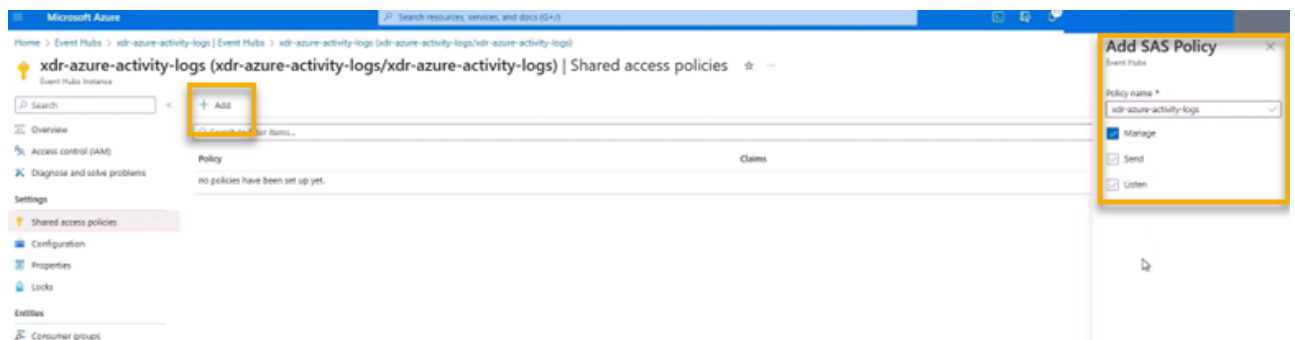 Microsoft Azure
Search resources, services, and docs (G+/)
Home > Event Hubs > xdr-azure-activity-logs | Event Hubs > xdr-azure-activity-logs (xdr-azure-activity-logs/xdr-azure-activity-logs)
xdr-azure-activity-logs (xdr-azure-activity-logs/xdr-azure-activity-logs) | Shared access policies
Event Hubs Instance
Search
+ Add
Search to filter items...
Overview
Access control (IAM)
Diagnose and solve problems
Policy Claims
no policies have been set up yet.
Settings
Shared access policies
Configuration
Properties
Locks
Entities
Consumer groups
Add SAS Policy
Event Hubs
Policy name *
xdr-azure-activity-logs
Manage
Send
Listen